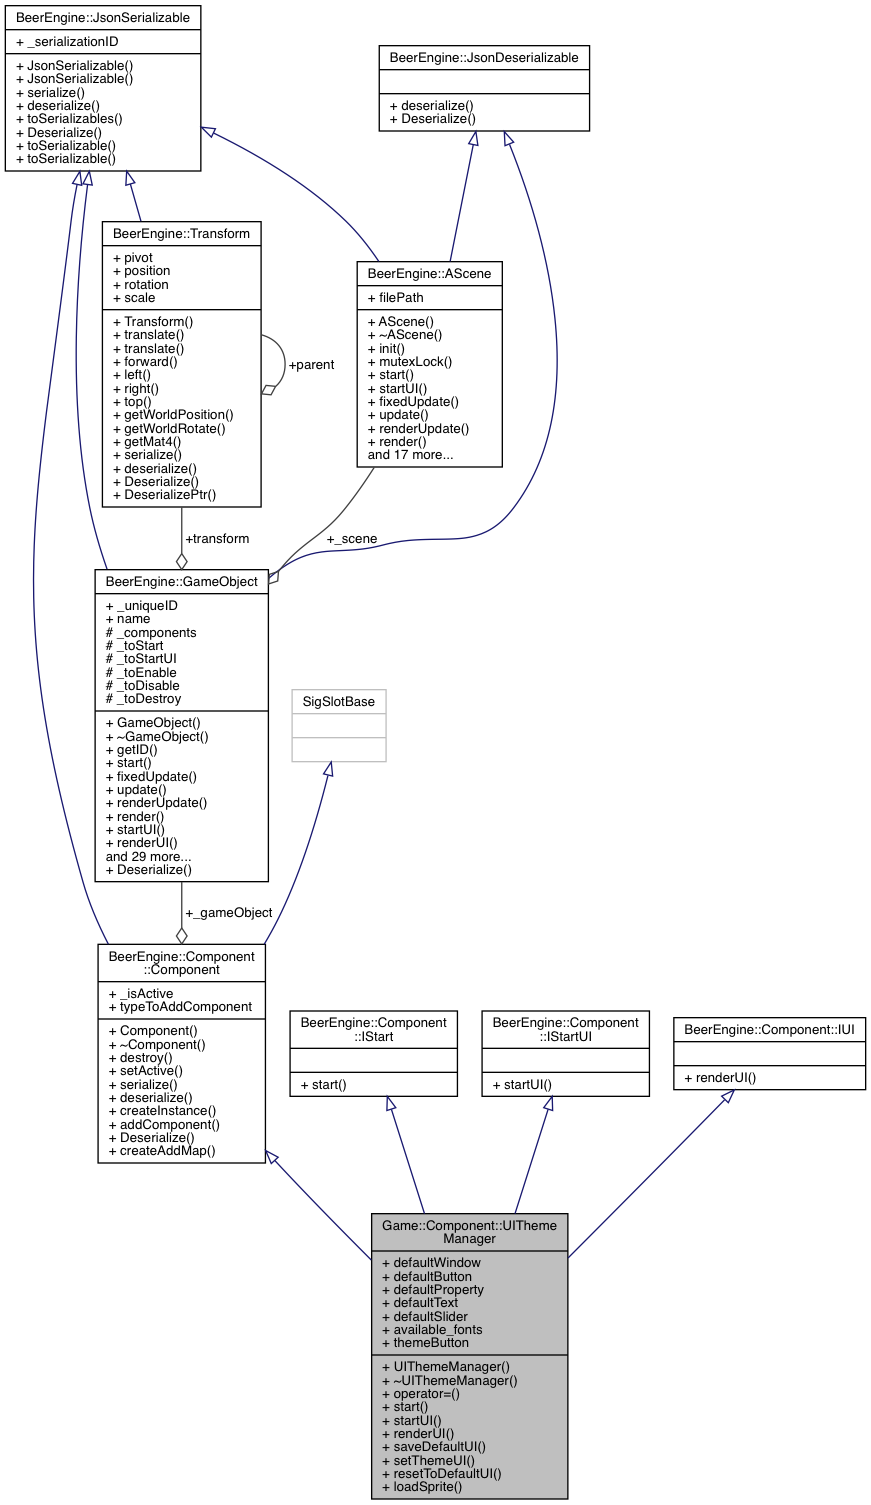 BeerEngine::JsonSerializable
+ _serializationID
+ JsonSerializable()
+ JsonSerializable()
+ serialize()
+ deserialize()
+ toSerializables()
+ Deserialize()
+ toSerializable()
+ toSerializable()
BeerEngine::JsonDeserializable
+ deserialize()
+ Deserialize()
BeerEngine::Transform
+ pivot
+ position
+ rotation
+ scale
+ Transform()
+ translate()
+ translate()
+ forward()
+ left()
+ right()
+ top()
+ getWorldPosition()
+ getWorldRotate()
+ getMat4()
+ serialize()
+ deserialize()
+ Deserialize()
+ DeserializePtr()
+parent
BeerEngine::AScene
+ filePath
+ AScene()
+ ~AScene()
+ init()
+ mutexLock()
+ start()
+ startUI()
+ fixedUpdate()
+ update()
+ renderUpdate()
+ render()
and 17 more...
+transform
+_scene
BeerEngine::GameObject
+ _uniqueID
+ name
# _components
# _toStart
# _toStartUI
# _toEnable
# _toDisable
# _toDestroy
+ GameObject()
+ ~GameObject()
+ getID()
+ start()
+ fixedUpdate()
+ update()
+ renderUpdate()
+ render()
+ startUI()
+ renderUI()
and 29 more...
+ Deserialize()
SigSlotBase
+_gameObject
BeerEngine::Component
::Component
+ _isActive
+ typeToAddComponent
+ Component()
+ ~Component()
+ destroy()
+ setActive()
+ serialize()
+ deserialize()
+ createInstance()
+ addComponent()
+ Deserialize()
+ createAddMap()
BeerEngine::Component
::IStart
+ start()
BeerEngine::Component
::IStartUI
+ startUI()
BeerEngine::Component::IUI
+ renderUI()
Game::Component::UITheme
Manager
+ defaultWindow
+ defaultButton
+ defaultProperty
+ defaultText
+ defaultSlider
+ available_fonts
+ themeButton
+ UIThemeManager()
+ ~UIThemeManager()
+ operator=()
+ start()
+ startUI()
+ renderUI()
+ saveDefaultUI()
+ setThemeUI()
+ resetToDefaultUI()
+ loadSprite()